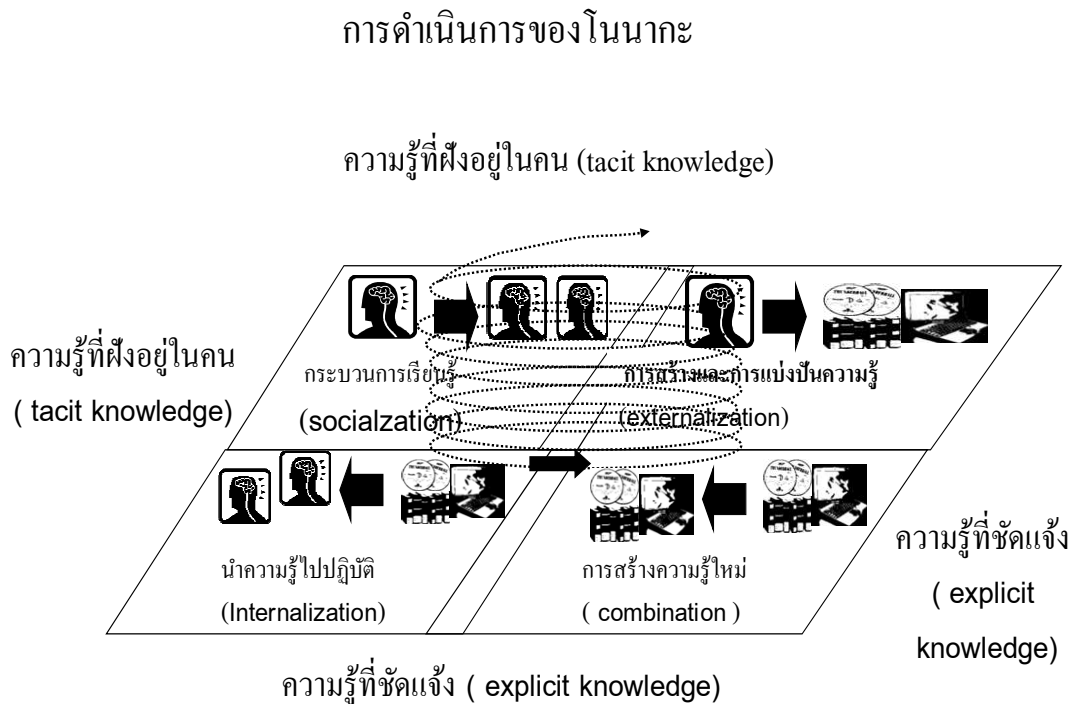 การดำเนินการของโนนากะ
ความรู้ที่ฝังอยู่ในคน (tacit knowledge)
ความรู้ที่ฝังอยู่ในคน
( tacit knowledge)
กระบวนการเรียนรู้
(socialzation)
การสร้างและการแบ่งปันความรู้
(externalization)
นำความรู้ไปปฏิบัติ
(Internalization)
การสร้างความรู้ใหม่
( combination )
ความรู้ที่ชัดแจ้ง
( explicit
knowledge)
ความรู้ที่ชัดแจ้ง ( explicit knowledge)